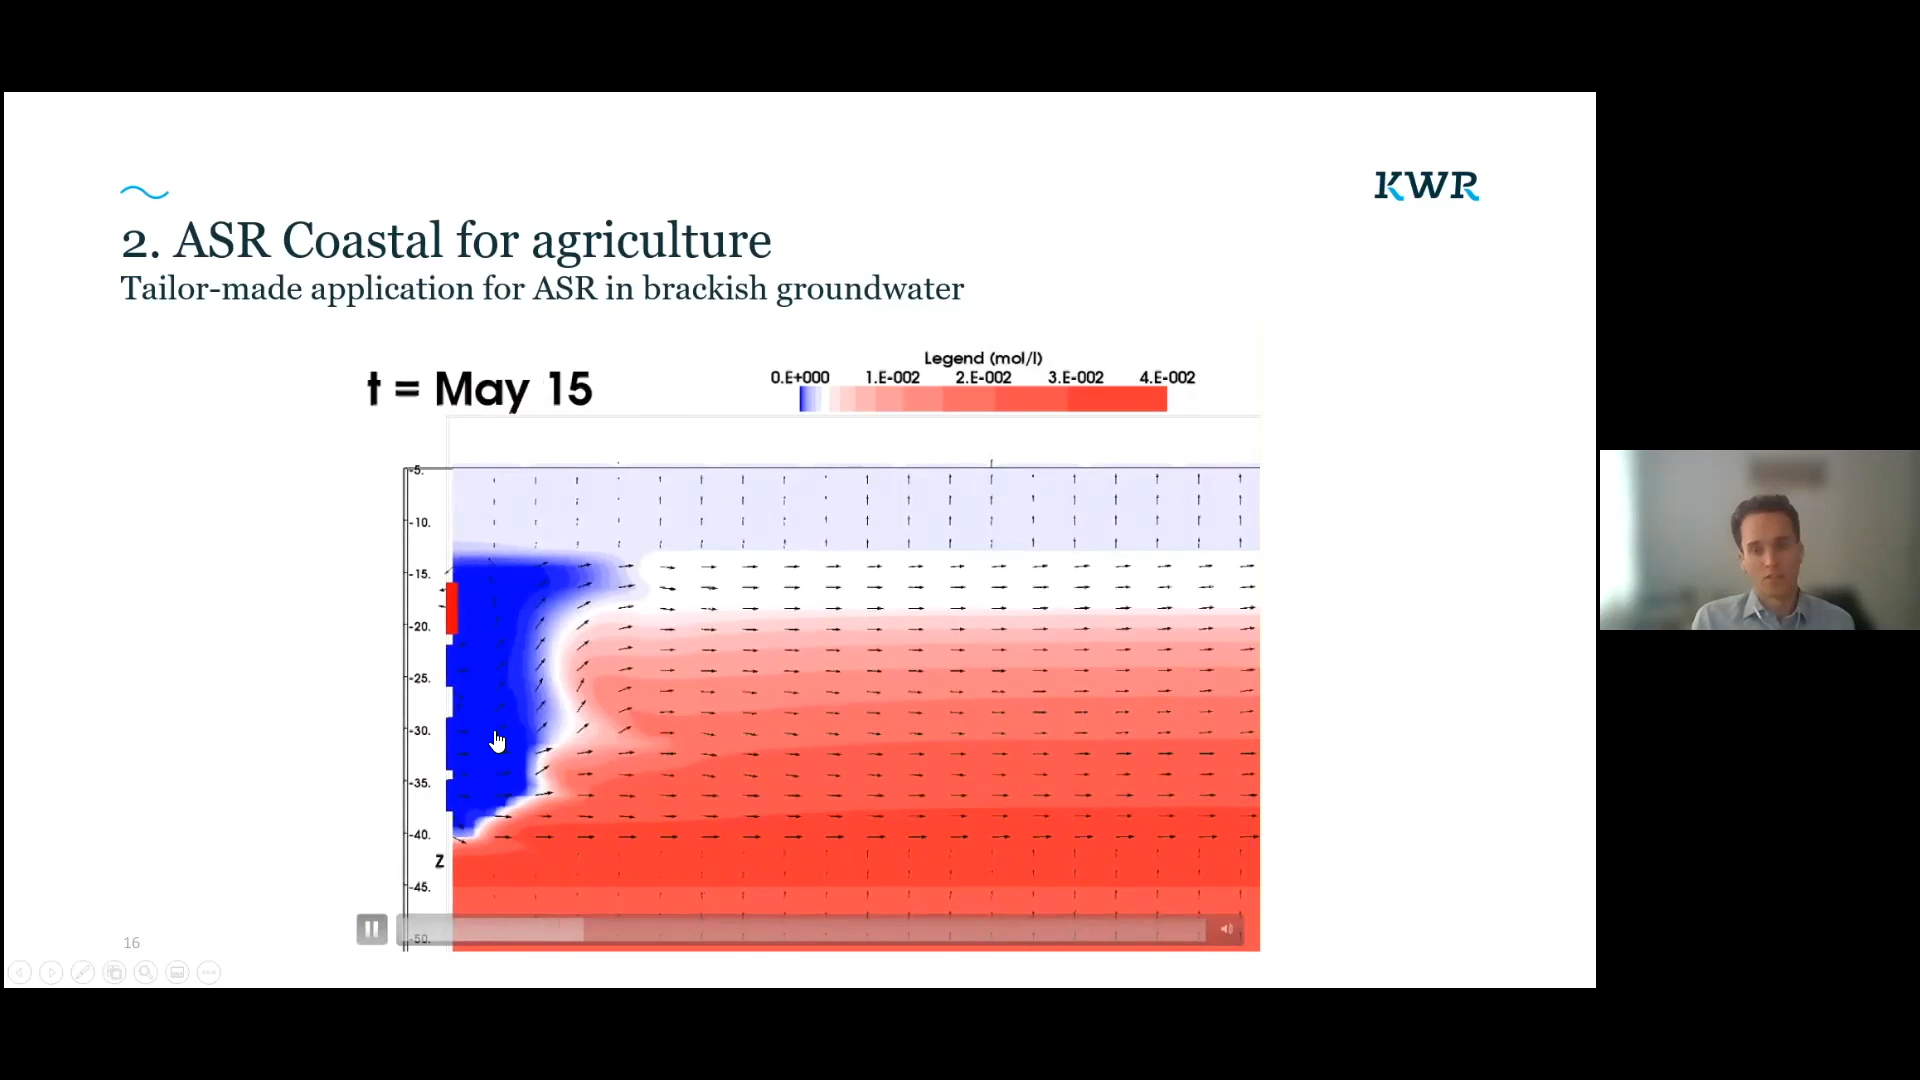 KWR
2. ASR Coastal for agriculture
Tailor-made application for ASR in brackish groundwater
t = May 15
Legend (mol/l)
0.E+000 1.E-002 2.E-002 3.E-002 4.E-002
-5.
-10.
-15.
-20.
-25.
-30.
-35.
-40.
Z
-45.
-50.
16